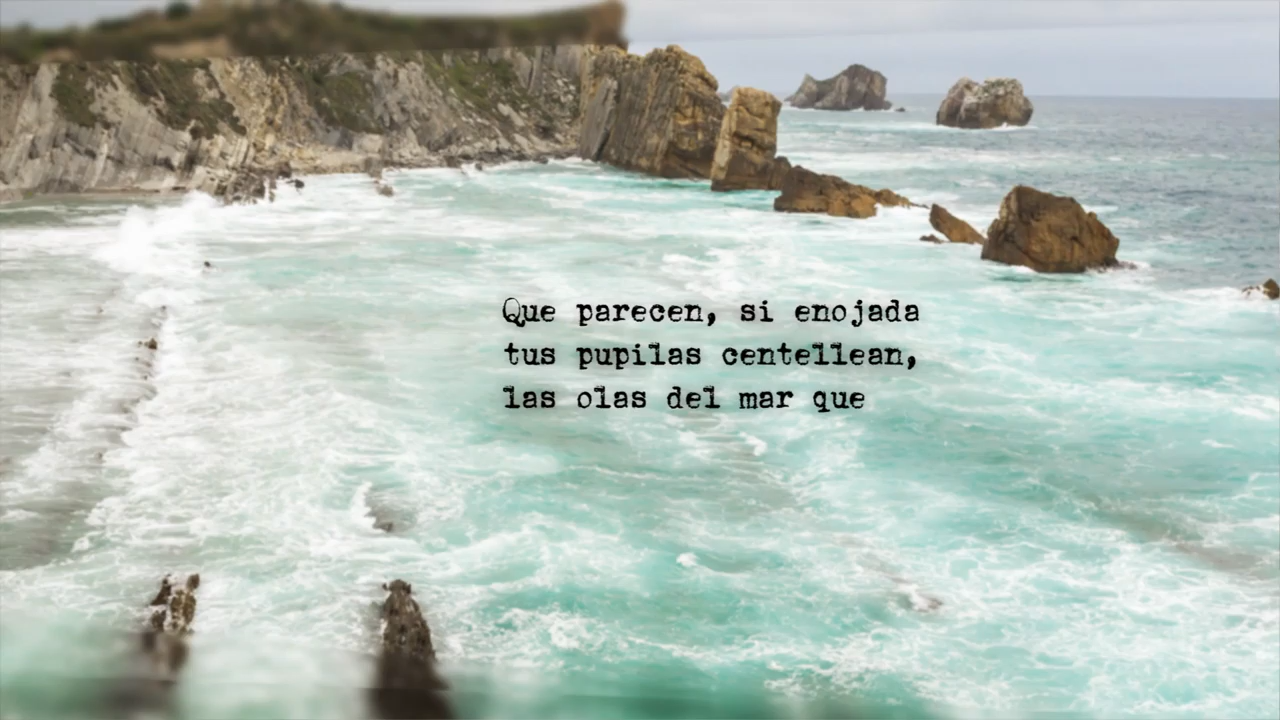 Que parecen, si enojada
tus pupilas centellean,
las olas del mar que